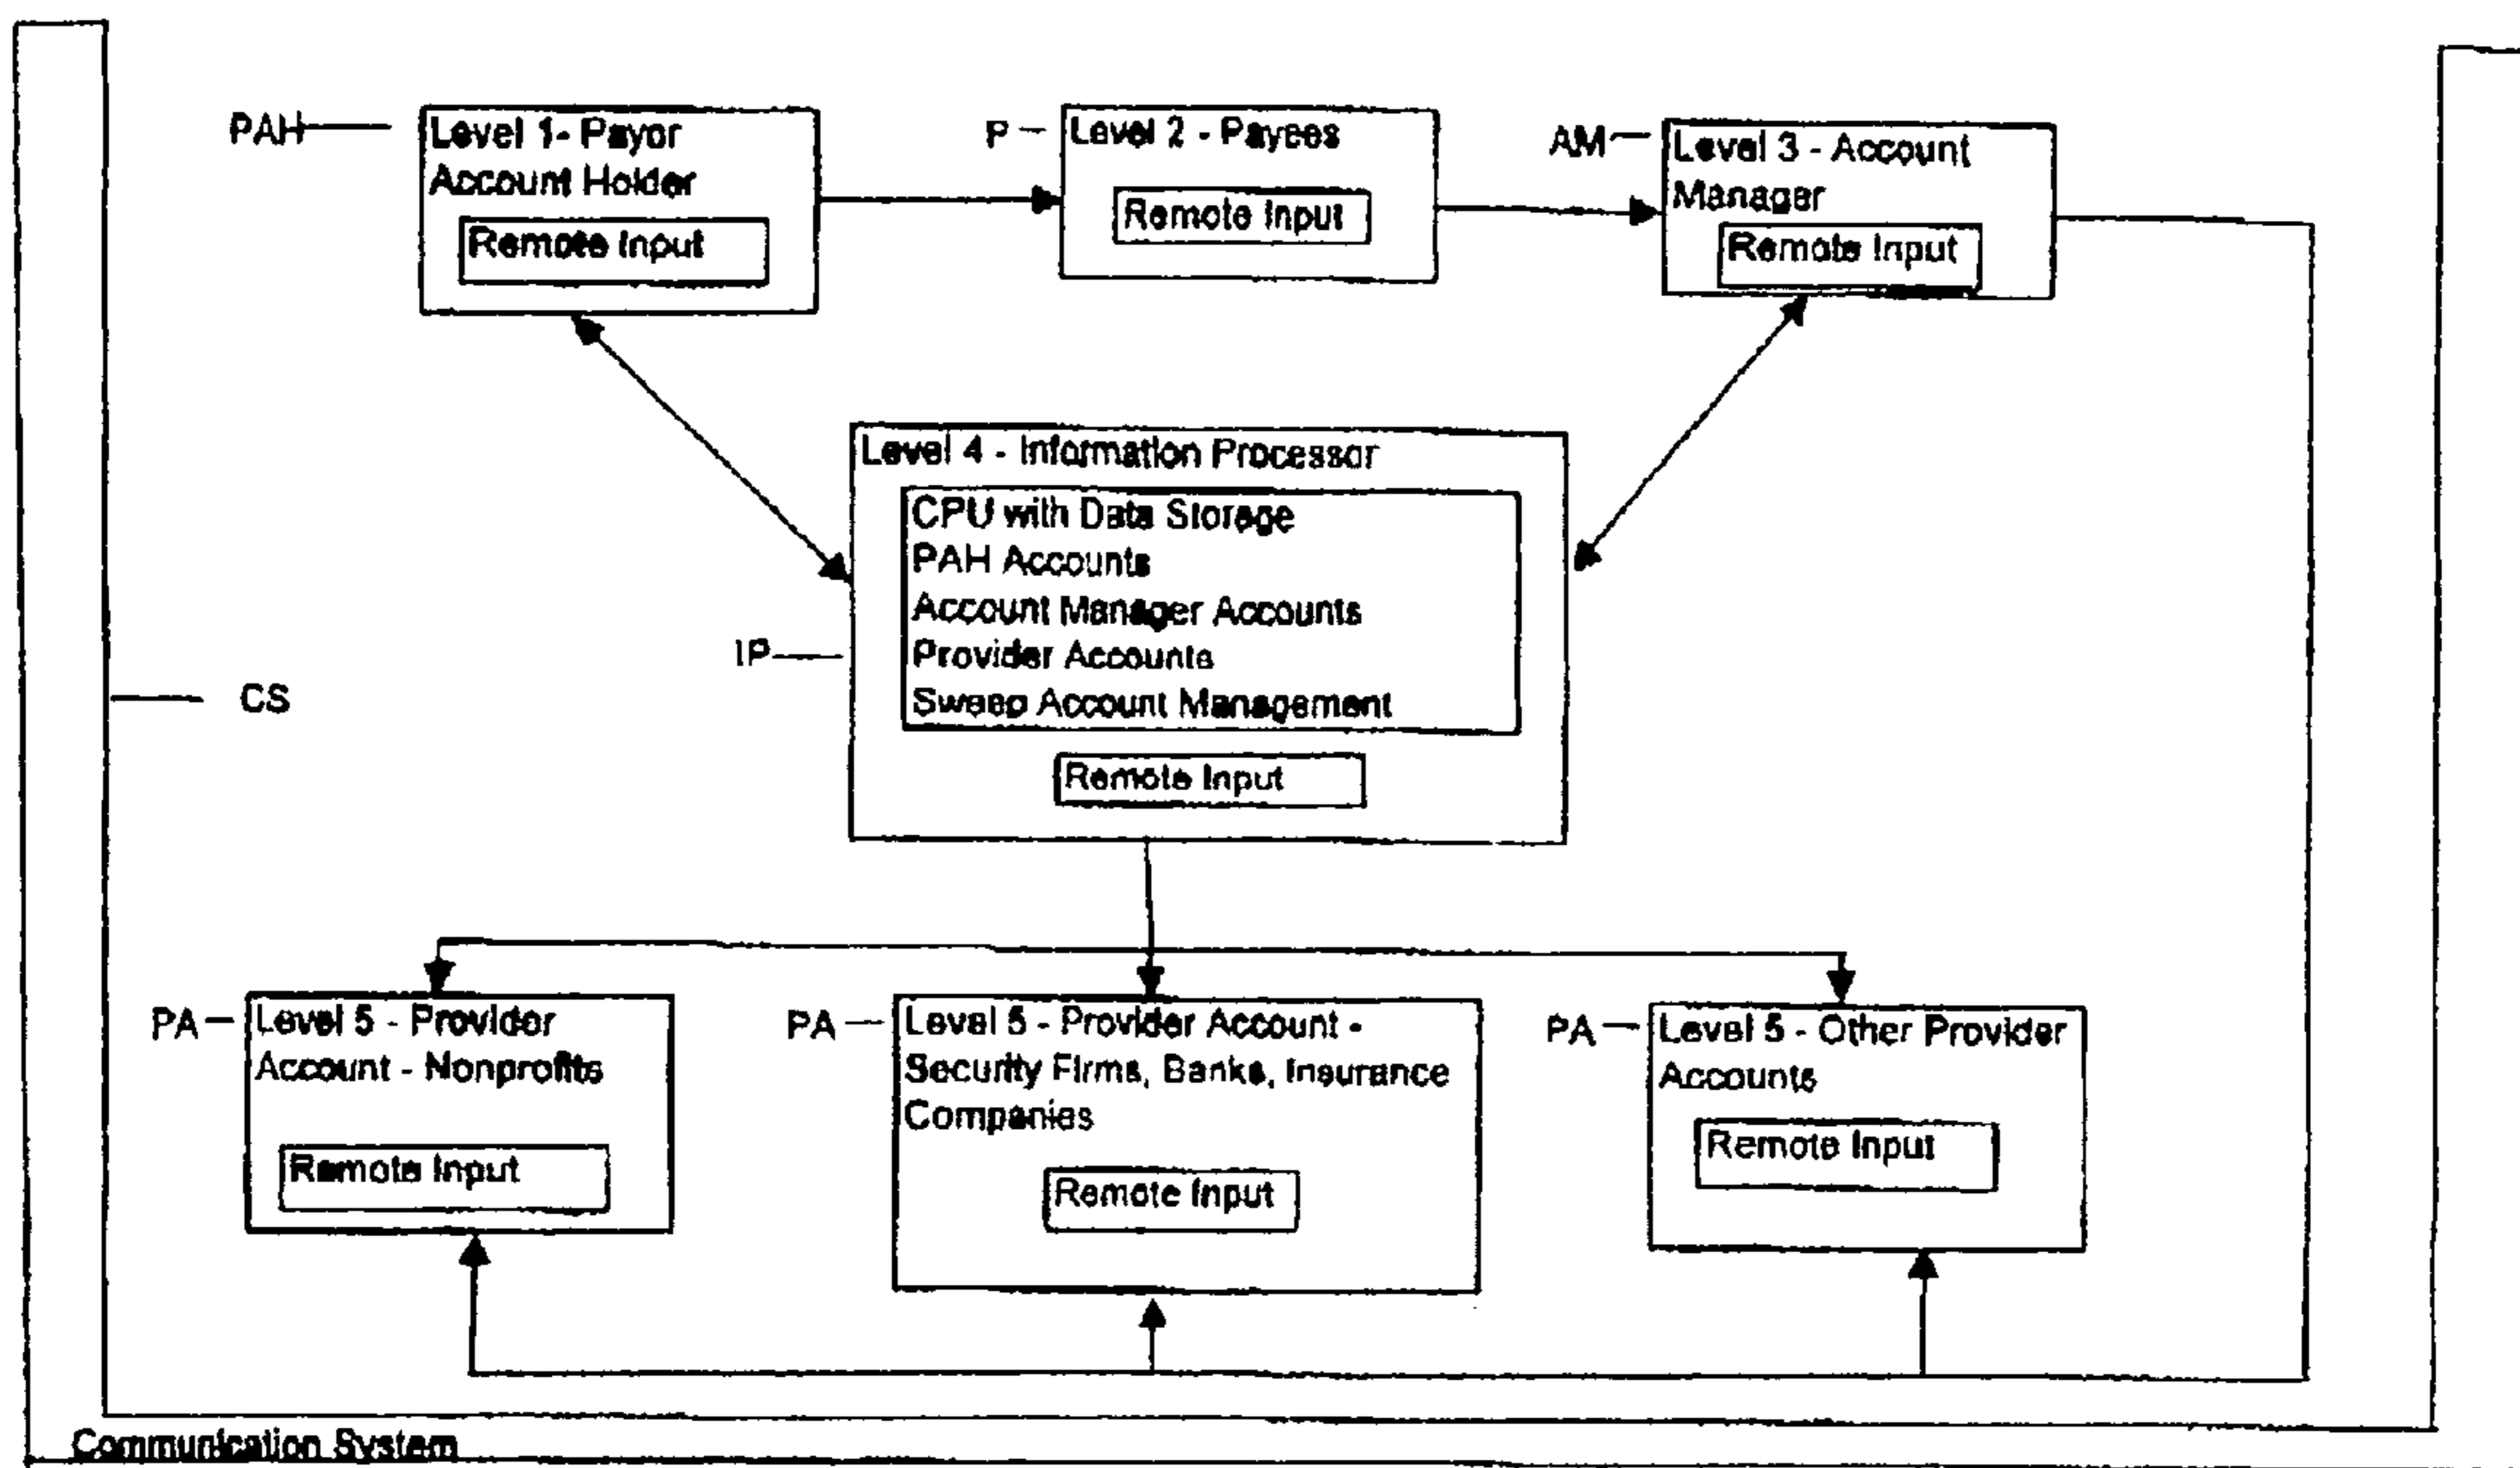 PAH
Level 1- Payor
Account Holder
Remote Input
P
Level 2 - Payees
Remote Input
AM
Level 3 - Account
Manager
Remote Input
Level 4 - Information Processor
CPU with Data Storage
PAH Accounts
Account Manager Accounts
Provider Accounts
Sweep Account Management
Remote Input
IP
CS
PA
Level 5 - Provider
Account - Nonprofits
Remote Input
PA
Level 5 - Provider Account -
Security Firms, Banks, Insurance
Companies
Remote Input
PA
Level 5 - Other Provider
Accounts
Remote Input
Communication System